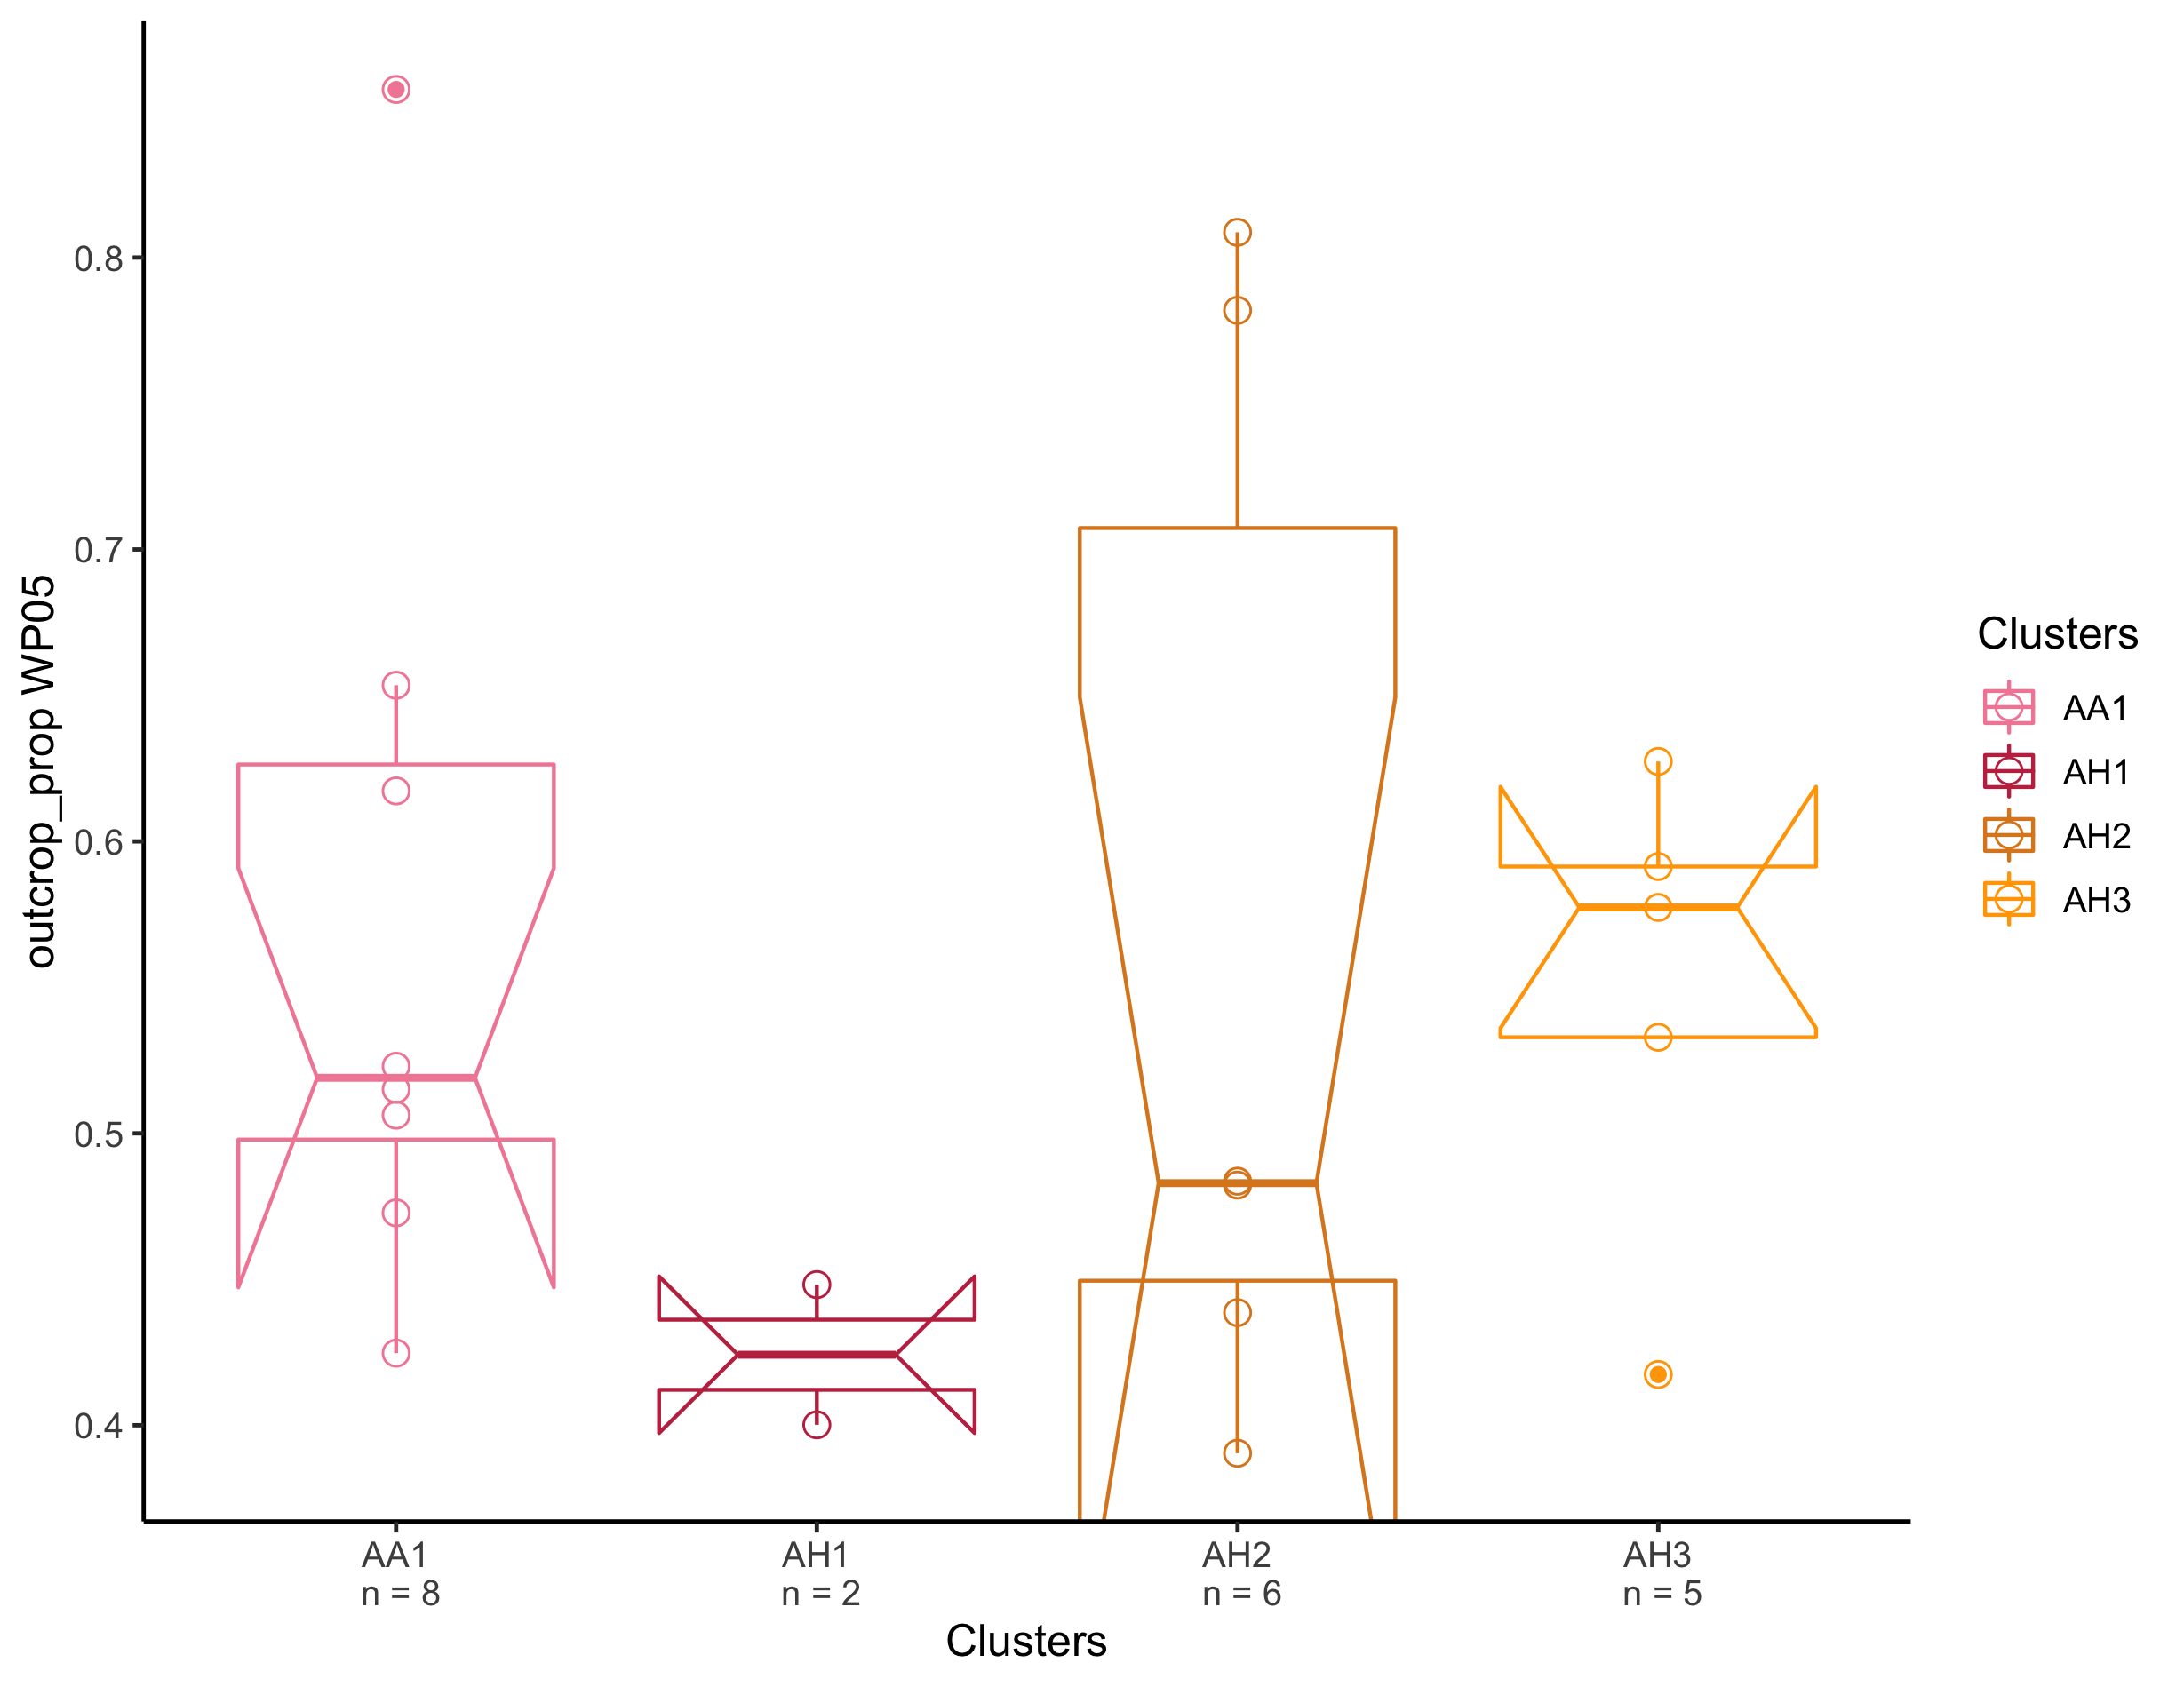 outcrop_prop WP05
0.8
0.7
0.6
0.5
0.4
AA1
n = 8
AH1
n = 2
AH2
n = 6
AH3
n = 5
Clusters
Clusters
AA1
AH1
AH2
AH3